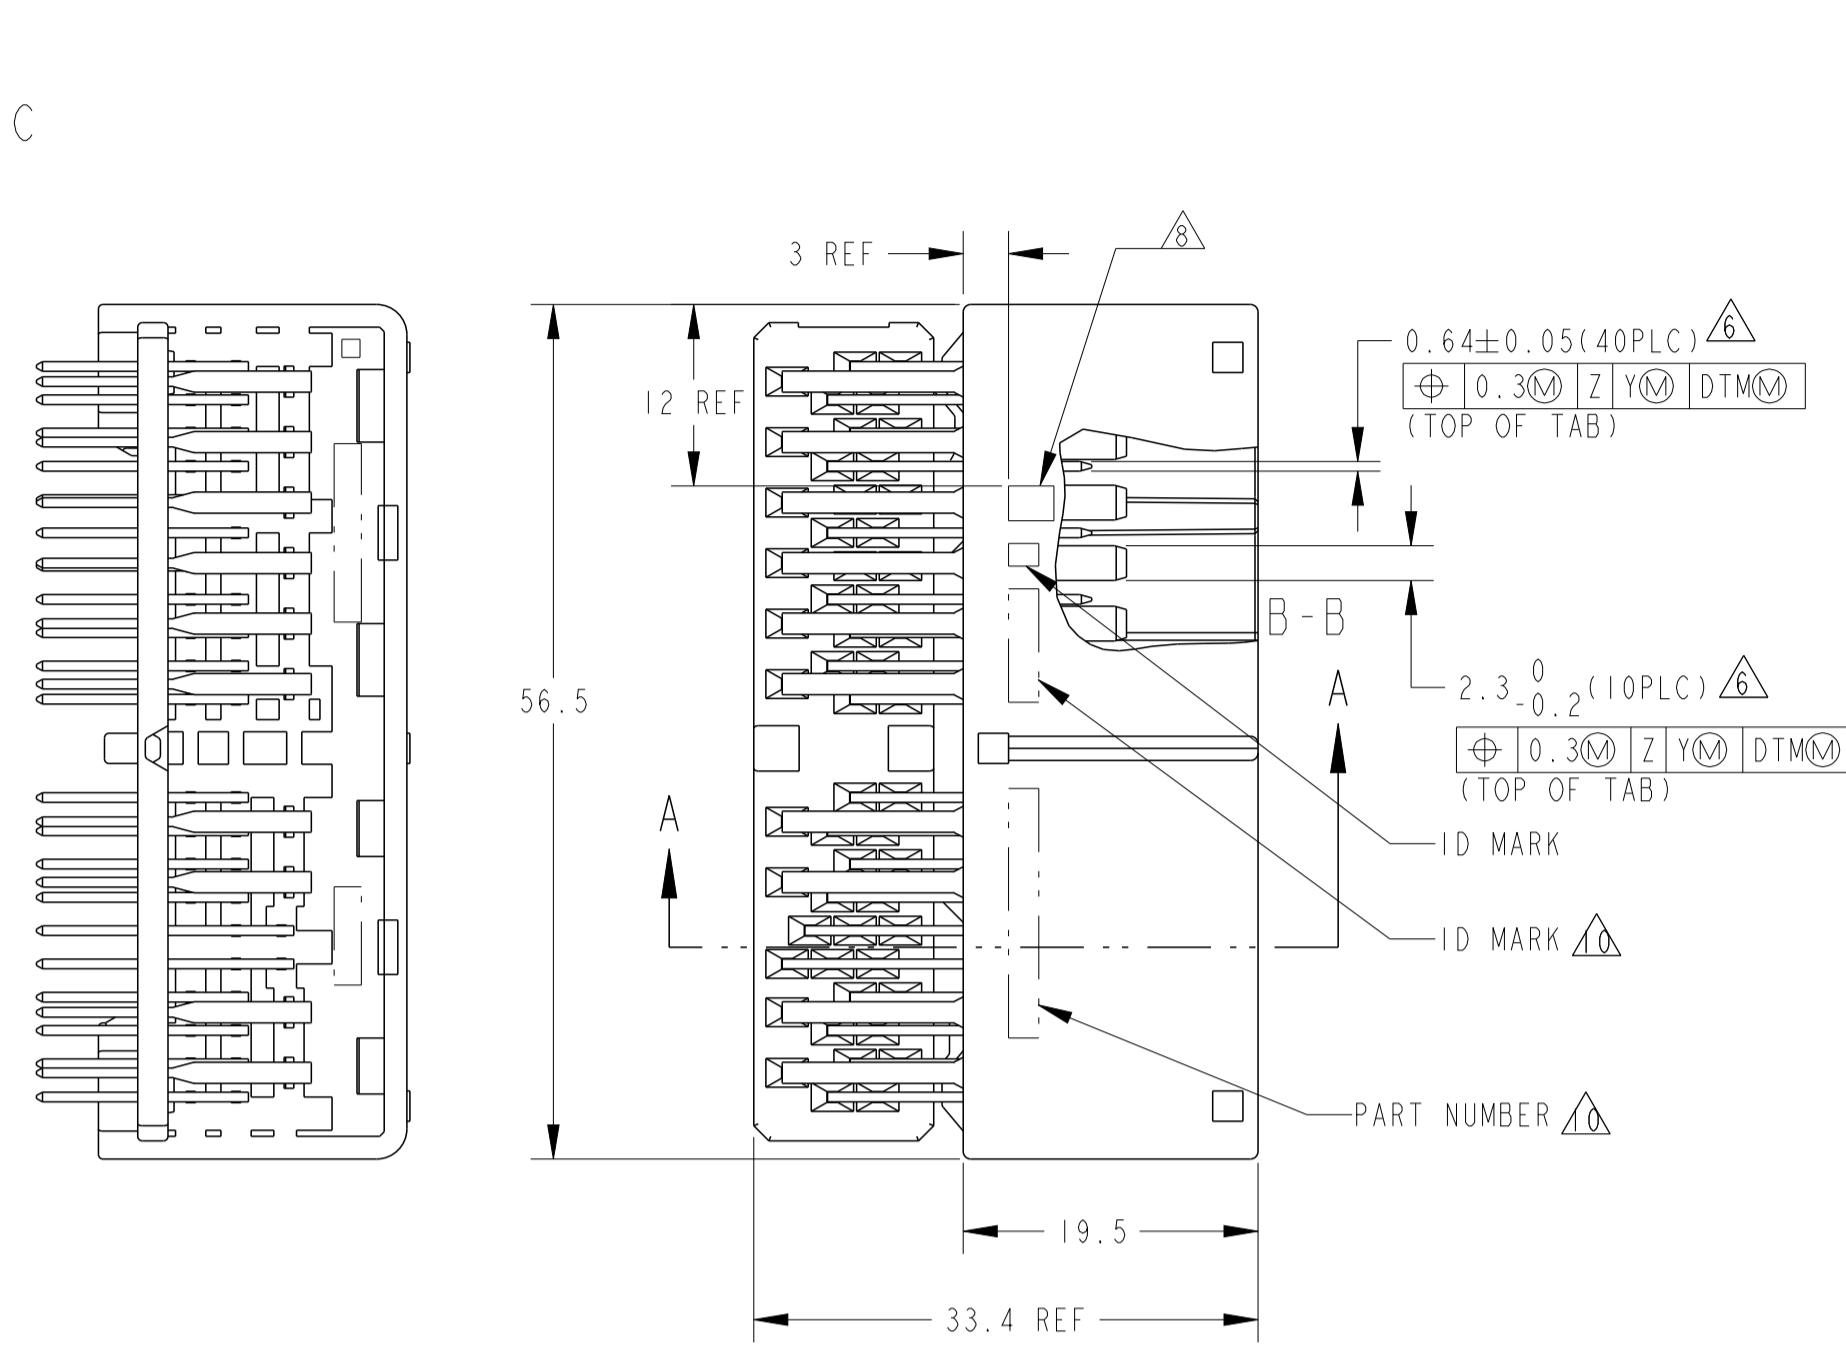 C
3 REF
8
0.64±0.05(40PLC) 6
⌖ 0.3Ⓜ Z YⓂ DTMⓂ
(TOP OF TAB)
12 REF
B-B
56.5
2.3 0 -0.2 (10PLC) 6
⌖ 0.3Ⓜ Z YⓂ DTMⓂ
(TOP OF TAB)
A
A
ID MARK
ID MARK 10
PART NUMBER 10
19.5
33.4 REF